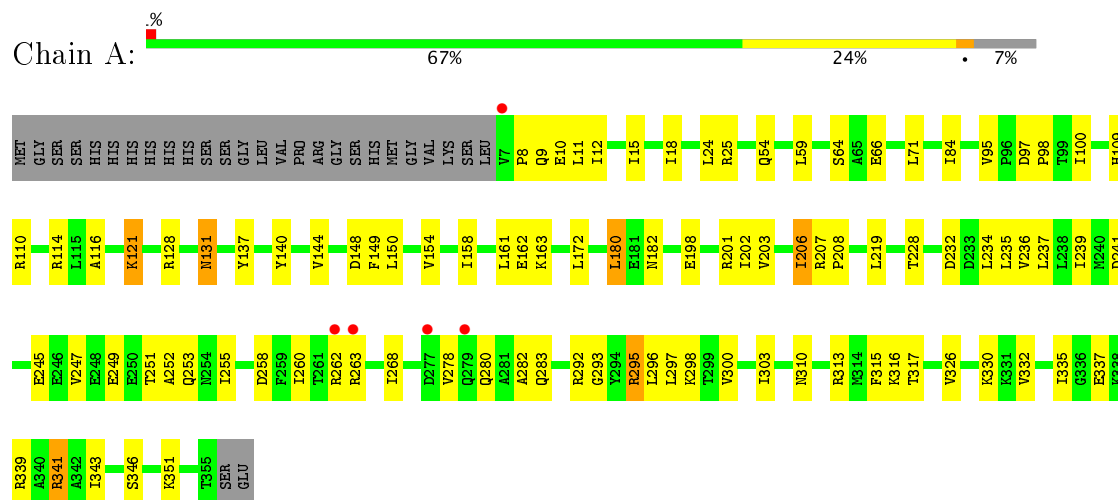 .%
Chain A:
67% 24% • 7%
MET GLY SER SER HIS HIS HIS HIS HIS HIS SER SER GLY LEU VAL PRO ARG GLY SER HIS MET GLY VAL LYS SER LEU V7 P8 Q9 E10 L11 I12 I15 I18 L24 R25 Q54 L59 S64 A65 E66 L71 I84 V95 P96 D97 P98 T99 I100 H109
R110 R114 L115 A116 K121 R128 N131 Y137 Y140 V144 D148 F149 L150 V154 I158 L161 E162 K163 L172 L180 E181 N182 E198 R201 I202 V203 I206 R207 P208 L219 T228 D232 D233 L234 L235 V236 L237 L238 I239 M240
E245 E246 V247 E248 E249 E250 T251 A252 Q253 N254 I255 D258 F259 I260 T261 R262 R263 I268 D277 V278 Q279 Q280 A281 A282 Q283 R292 G293 Y294 R295 L296 L297 K298 T299 V300 I303 N310 R313 M314 F315 K316 T317 V326 K330 K331 V332 I335 G336 E337 K338
R339 A340 R341 A342 I343 S346 K351 T355 SER GLU